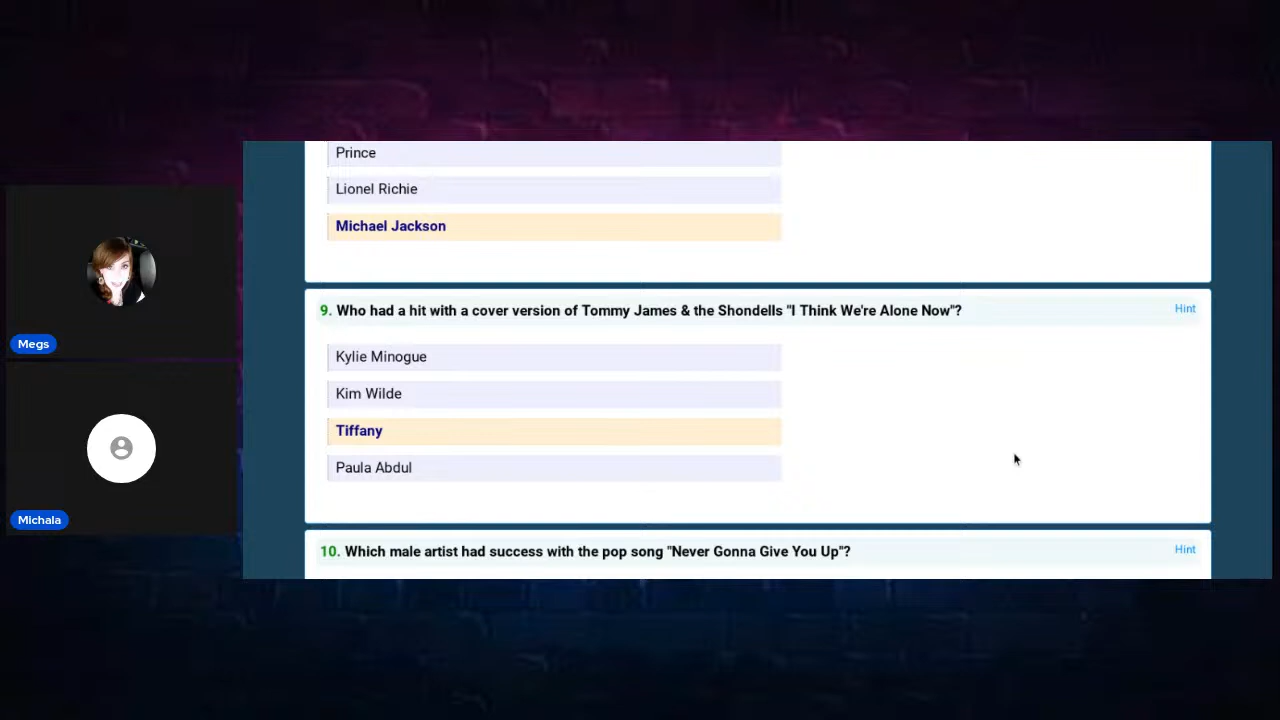 Prince
Lionel Richie
Michael Jackson
9. Who had a hit with a cover version of Tommy James & the Shondells "I Think We're Alone Now"?
Hint
Kylie Minogue
Megs
Kim Wilde
Tiffany
Paula Abdul
Michala
10. Which male artist had success with the pop song "Never Gonna Give You Up"?
Hint